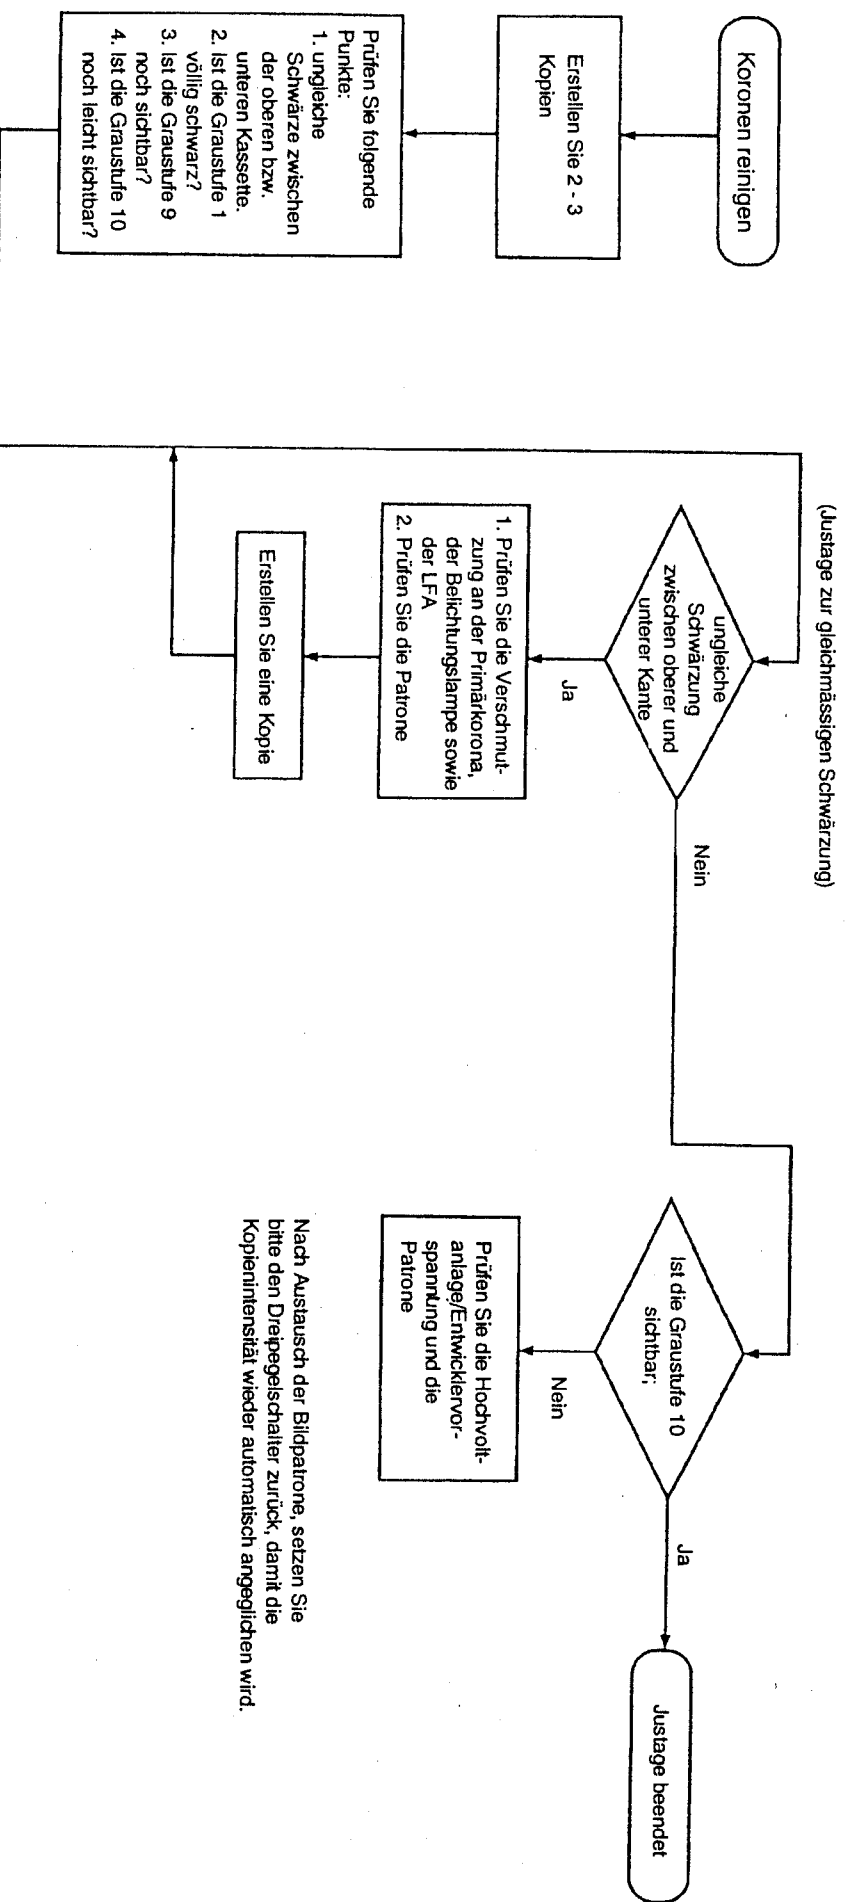 Koronen reinigen
Erstellen Sie 2 - 3
Kopien
Prüfen Sie folgende
Punkte:
1. ungleiche
Schwärze zwischen
der oberen bzw.
unteren Kassette.
2. Ist die Graustufe 1
völlig schwarz?
3. Ist die Graustufe 9
noch sichtbar?
4. Ist die Graustufe 10
noch leicht sichtbar?
(Justage zur gleichmässigen Schwärzung)
ungleiche
Schwärzung
zwischen oberer und
unterer Kante
Nein
Ja
1. Prüfen Sie die Verschmut-
zung an der Primärkorona,
der Belichtungslampe sowie
der LFA
2. Prüfen Sie die Patrone
Erstellen Sie eine Kopie
Ist die Graustufe 10
sichtbar;
Ja
Nein
Prüfen Sie die Hochvolt-
anlage/Entwicklervor-
spannung und die
Patrone
Justage beendet
Nach Austausch der Bildpatrone, setzen Sie
bitte den Dreipegelschalter zurück, damit die
Kopienintensität wieder automatisch angeglichen wird.